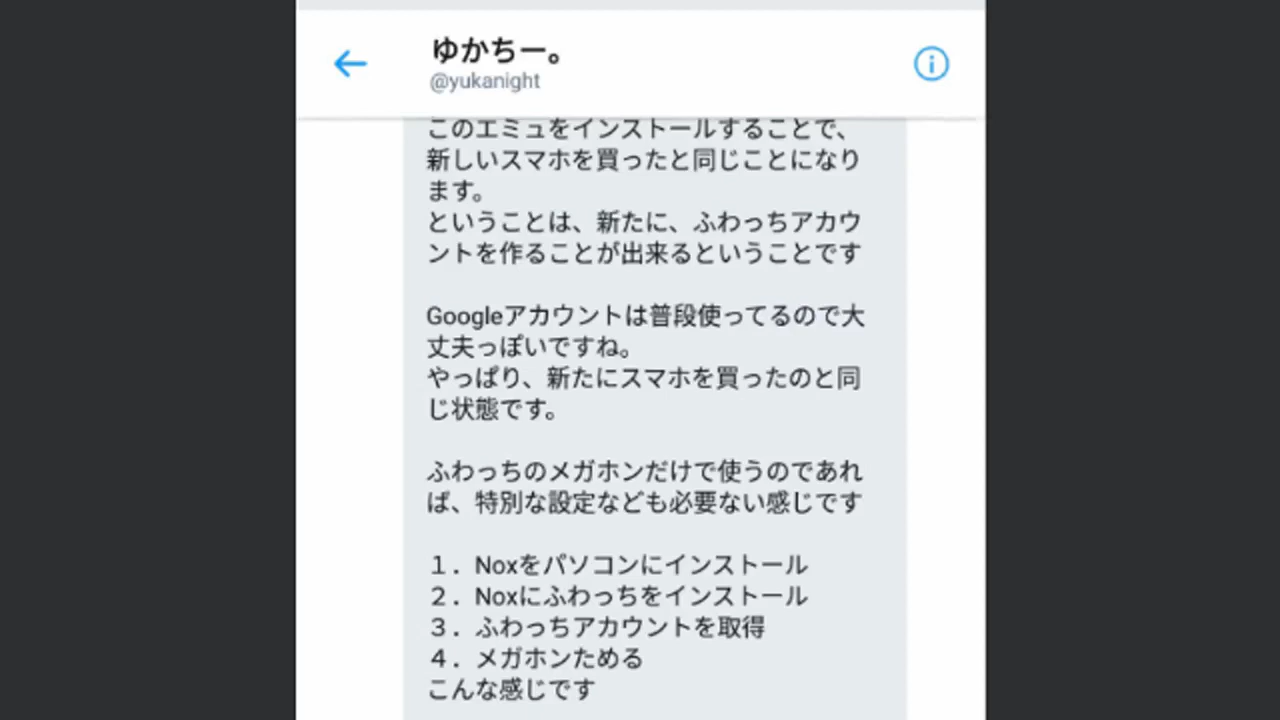 ゆかちー。
@yukanight
このエミュをインストールすることで、
新しいスマホを買ったと同じことになり
ます。
ということは、新たに、ふわっちアカウ
ントを作ることが出来るということです
Googleアカウントは普段使ってるので大
丈夫っぽいですね。
やっぱり、新たにスマホを買ったのと同
じ状態です。
ふわっちのメガホンだけで使うのであれ
ば、特別な設定なども必要ない感じです
１．Noxをパソコンにインストール
２．Noxにふわっちをインストール
３．ふわっちアカウントを取得
４．メガホンためる
こんな感じです